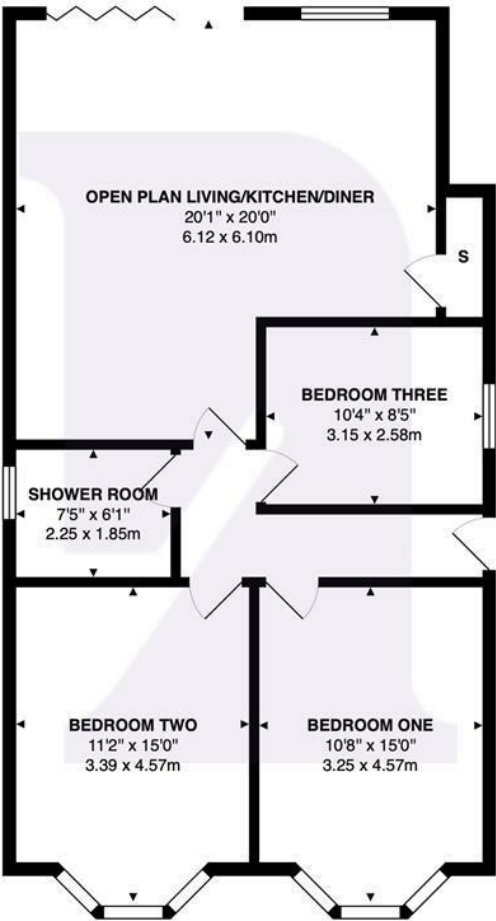 OPEN PLAN LIVING/KITCHEN/DINER
20'1" x 20'0"
6.12 x 6.10m
S
BEDROOM THREE
10'4" x 8'5"
3.15 x 2.58m
SHOWER ROOM
7'5" x 6'1"
2.25 x 1.85m
BEDROOM TWO
11'2" x 15'0"
3.39 x 4.57m
BEDROOM ONE
10'8" x 15'0"
3.25 x 4.57m